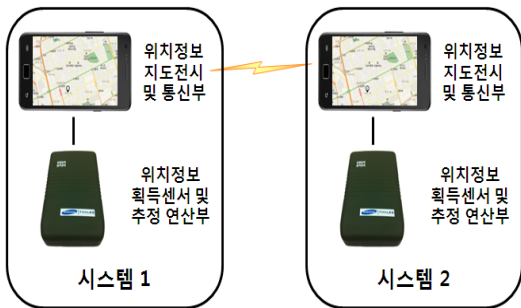 위치정보
지도전시
및 통신부
위치정보
획득센서 및
추정 연산부
시스템 1
위치정보
지도전시
및 통신부
위치정보
획득센서 및
추정 연산부
시스템 2